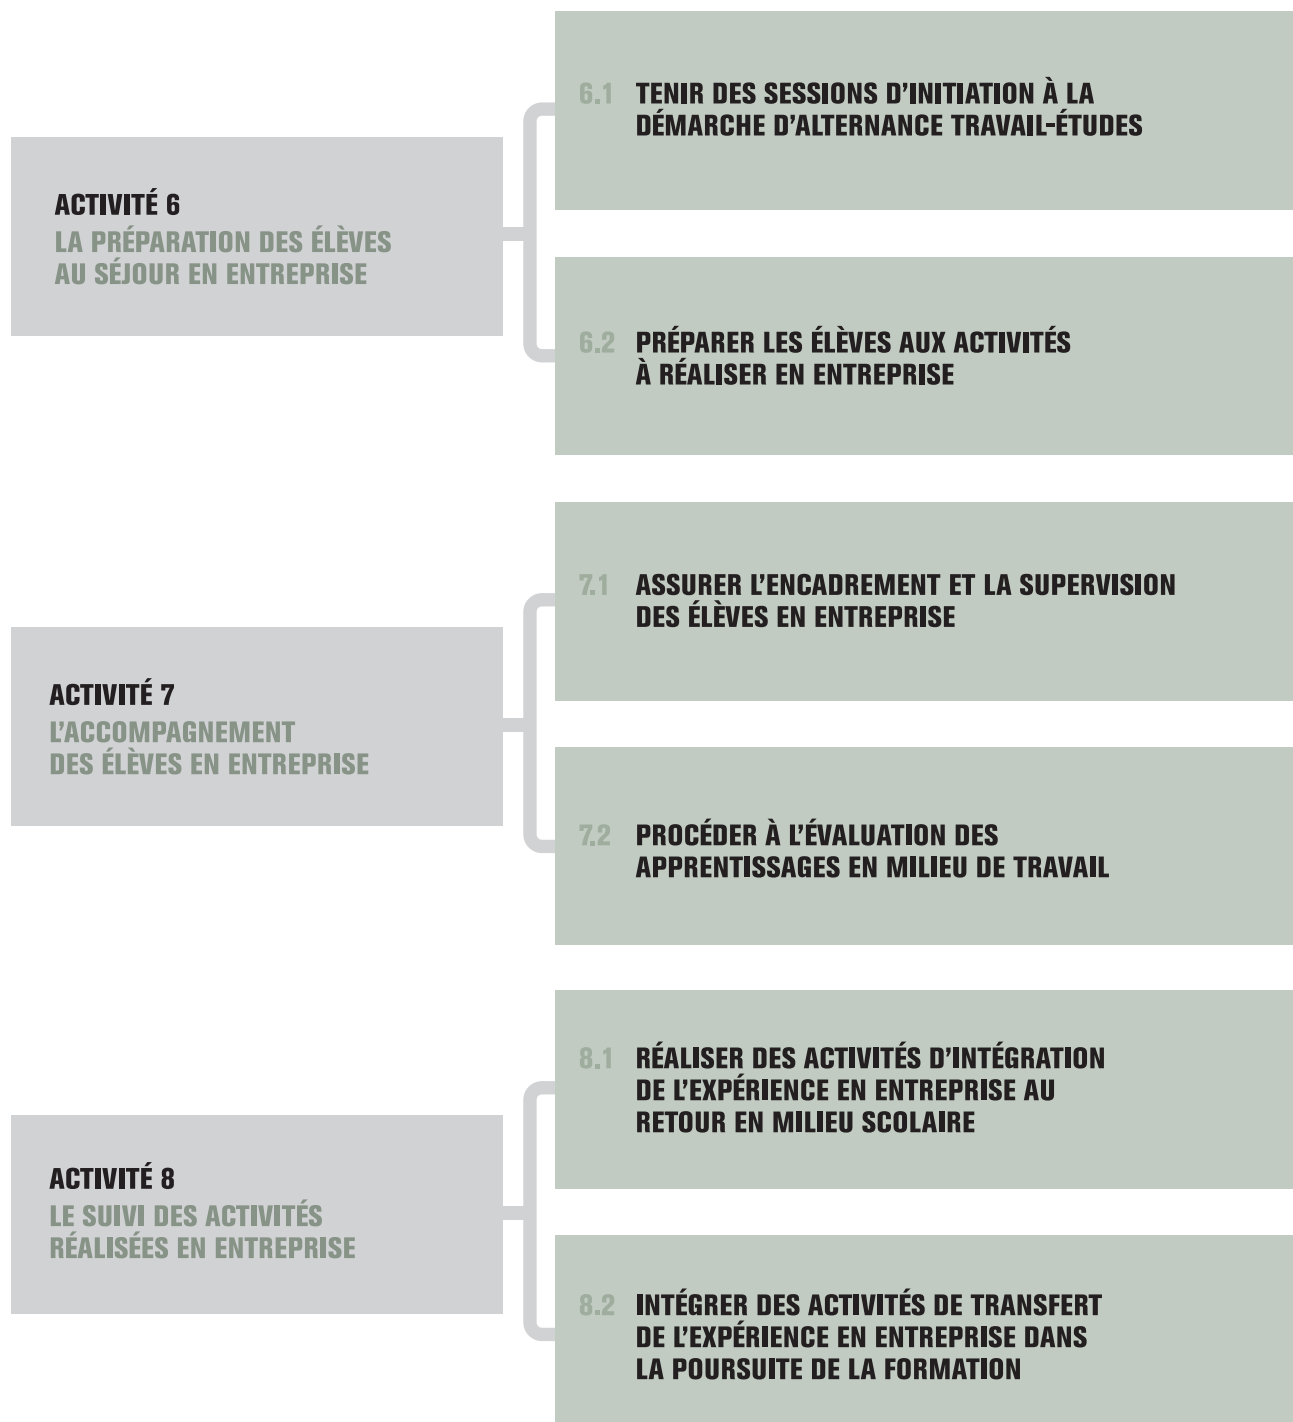 ACTIVITÉ 6
LA PRÉPARATION DES ÉLÈVES
AU SÉJOUR EN ENTREPRISE
6.1 TENIR DES SESSIONS D'INITIATION À LA
DÉMARCHE D'ALTERNANCE TRAVAIL-ÉTUDES
6.2 PRÉPARER LES ÉLÈVES AUX ACTIVITÉS
À RÉALISER EN ENTREPRISE
ACTIVITÉ 7
L'ACCOMPAGNEMENT
DES ÉLÈVES EN ENTREPRISE
7.1 ASSURER L'ENCADREMENT ET LA SUPERVISION
DES ÉLÈVES EN ENTREPRISE
7.2 PROCÉDER À L'ÉVALUATION DES
APPRENTISSAGES EN MILIEU DE TRAVAIL
ACTIVITÉ 8
LE SUIVI DES ACTIVITÉS
RÉALISÉES EN ENTREPRISE
8.1 RÉALISER DES ACTIVITÉS D'INTÉGRATION
DE L'EXPÉRIENCE EN ENTREPRISE AU
RETOUR EN MILIEU SCOLAIRE
8.2 INTÉGRER DES ACTIVITÉS DE TRANSFERT
DE L'EXPÉRIENCE EN ENTREPRISE DANS
LA POURSUITE DE LA FORMATION